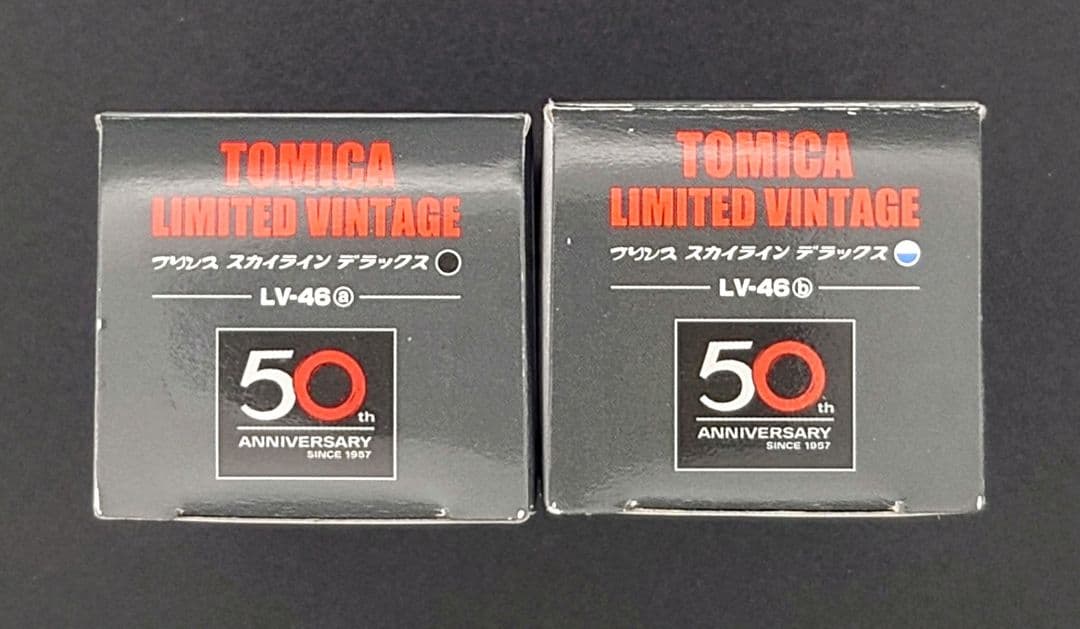 TOMICA
LIMITED VINTAGE
プリンス スカイライン デラックス
LV-46ⓐ
50th
ANNIVERSARY
SINCE 1957
TOMICA
LIMITED VINTAGE
プリンス スカイライン デラックス
LV-46ⓑ
50th
ANNIVERSARY
SINCE 1957